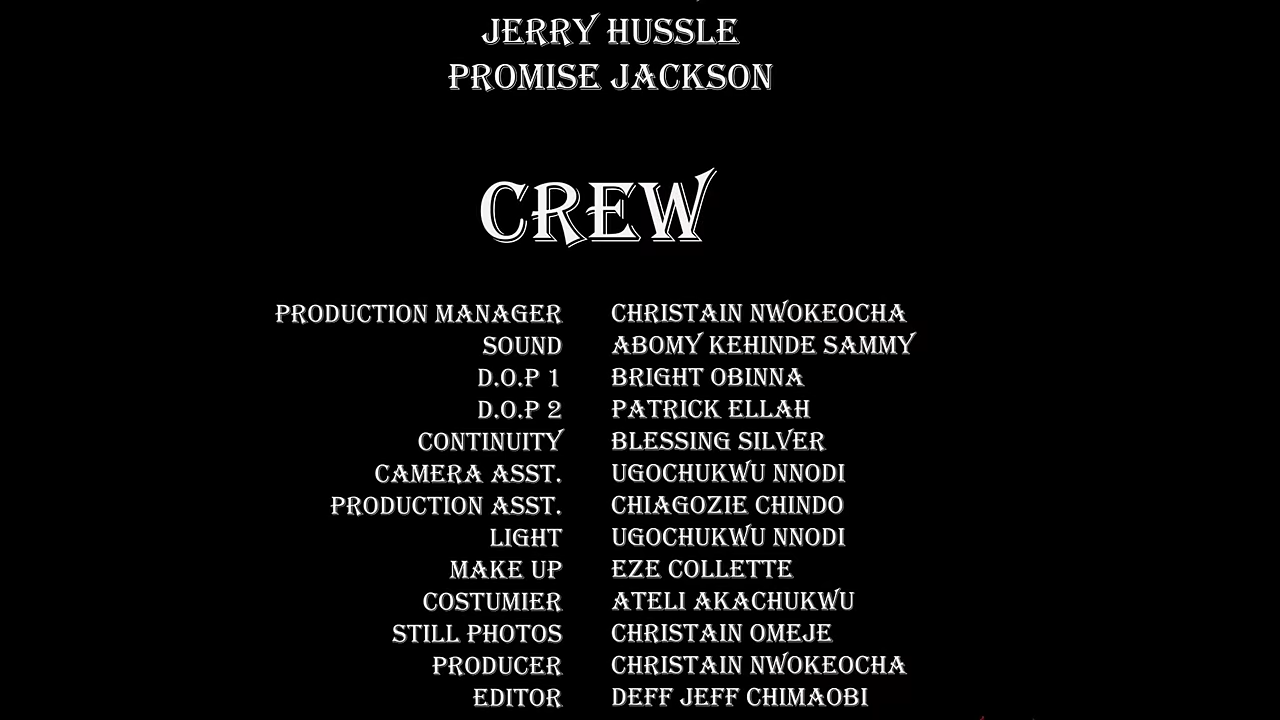 JERRY HUSSLE
PROMISE JACKSON
CREW
PRODUCTION MANAGER CHRISTAIN NWOKEOCHA
SOUND ABOMY KEHINDE SAMMY
D.O.P 1 BRIGHT OBINNA
D.O.P 2 PATRICK ELLAH
CONTINUITY BLESSING SILVER
CAMERA ASST. UGOCHUKWU NNODI
PRODUCTION ASST. CHIAGOZIE CHINDO
LIGHT UGOCHUKWU NNODI
MAKE UP EZE COLLETTE
COSTUMIER ATELI AKACHUKWU
STILL PHOTOS CHRISTAIN OMEJE
PRODUCER CHRISTAIN NWOKEOCHA
EDITOR DEFF JEFF CHIMAOBI